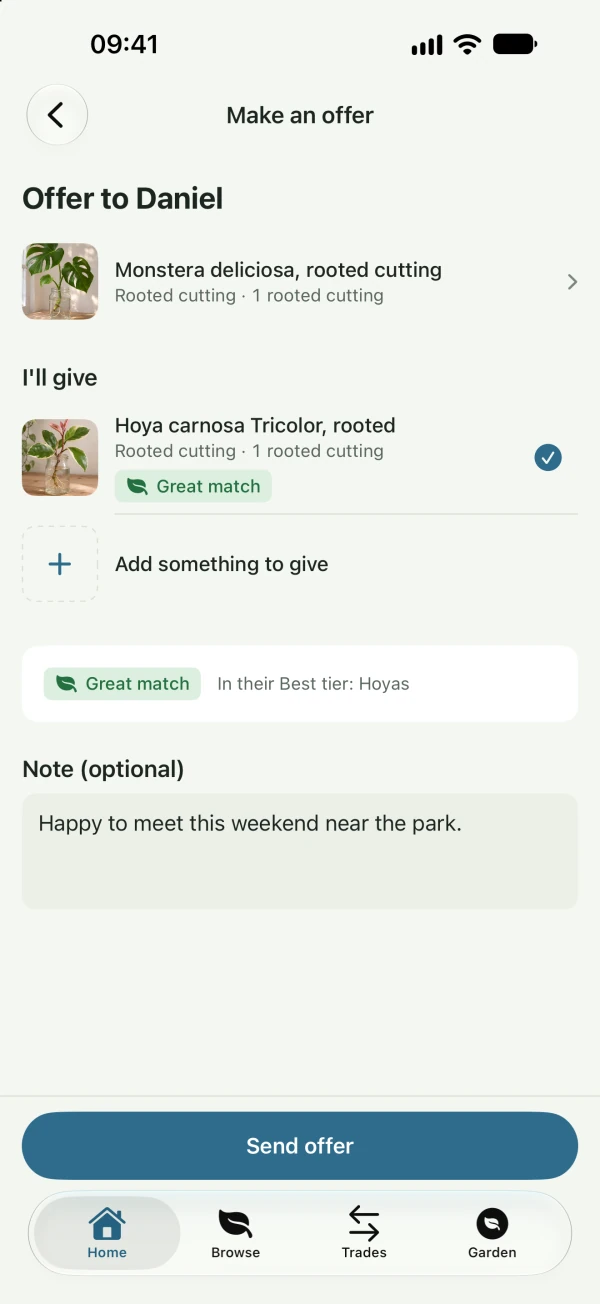 09:41
Make an offer
Offer to Daniel
Monstera deliciosa, rooted cutting
Rooted cutting · 1 rooted cutting
I'll give
Hoya carnosa Tricolor, rooted
Rooted cutting · 1 rooted cutting
Great match
Add something to give
Great match In their Best tier: Hoyas
Note (optional)
Happy to meet this weekend near the park.
Send offer
Home Browse Trades Garden